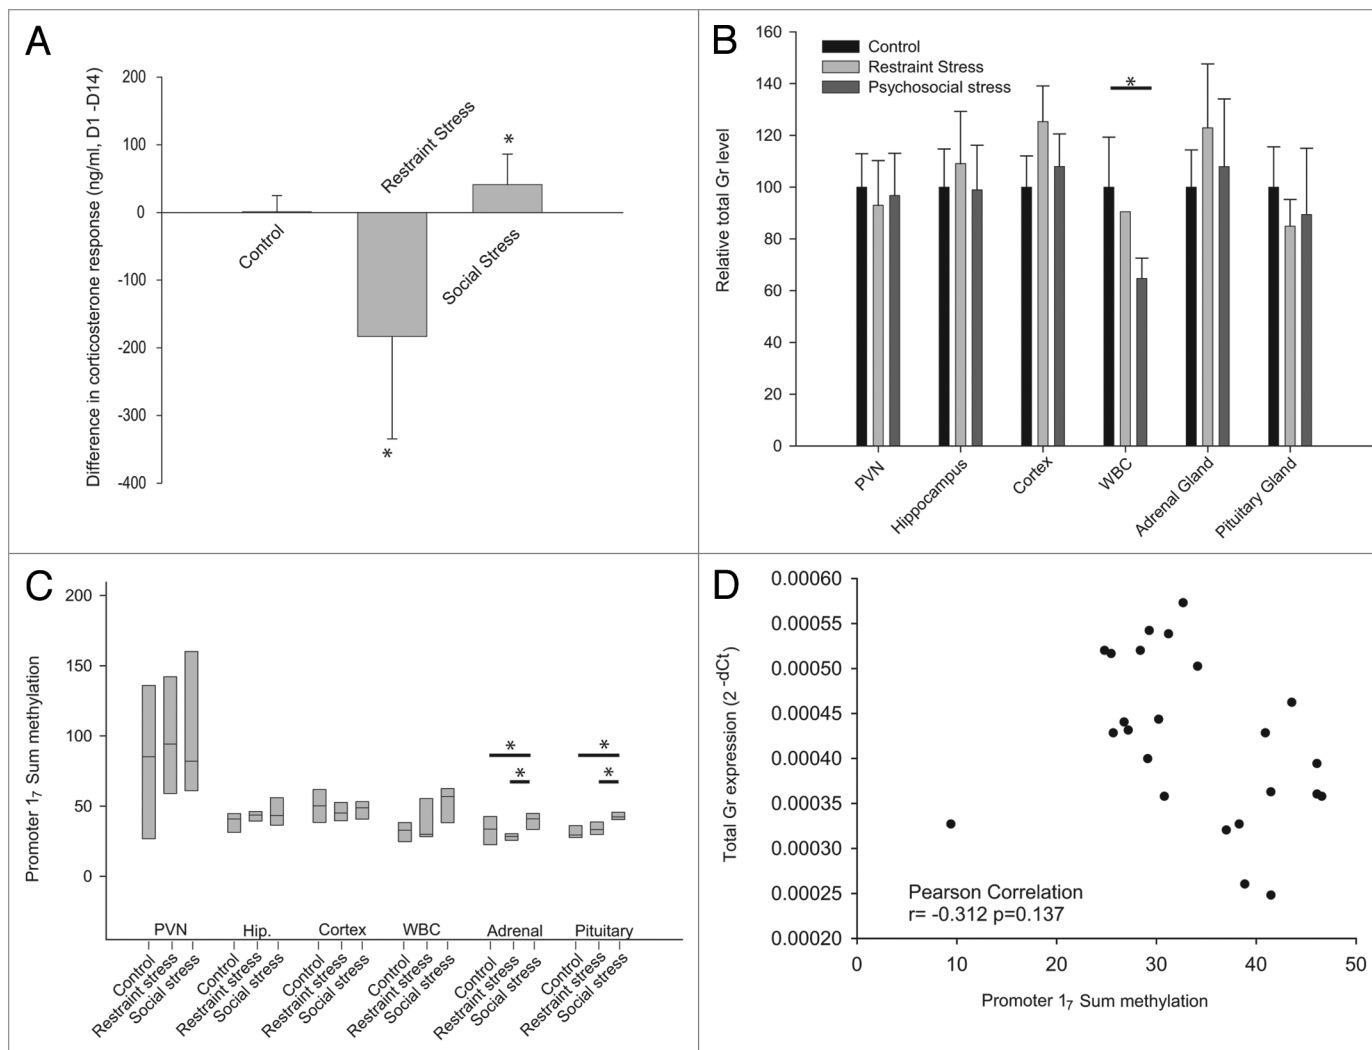 A
Difference in corticosterone response (ng/ml, D1 -D14)
200
100
0
-100
-200
-300
-400
Control
Restraint Stress
Social Stress
*
*
B
Relative total Gr level
160
140
120
100
80
60
40
20
0
Control
Restraint Stress
Psychosocial stress
*
PVN
Hippocampus
Cortex
WBC
Adrenal Gland
Pituitary Gland
C
Promoter 1₇ Sum methylation
200
150
100
50
0
*
*
*
*
PVN
Hip.
Cortex
WBC
Adrenal
Pituitary
Control
Restraint stress
Social stress
Control
Restraint stress
Social stress
Control
Restraint stress
Social stress
Control
Restraint stress
Social stress
Control
Restraint stress
Social stress
Control
Restraint stress
Social stress
D
Total Gr expression (2 ⁻ᵈᶜᵗ)
0.00060
0.00055
0.00050
0.00045
0.00040
0.00035
0.00030
0.00025
0.00020
Pearson Correlation
r= -0.312 p=0.137
0
10
20
30
40
50
Promoter 1₇ Sum methylation